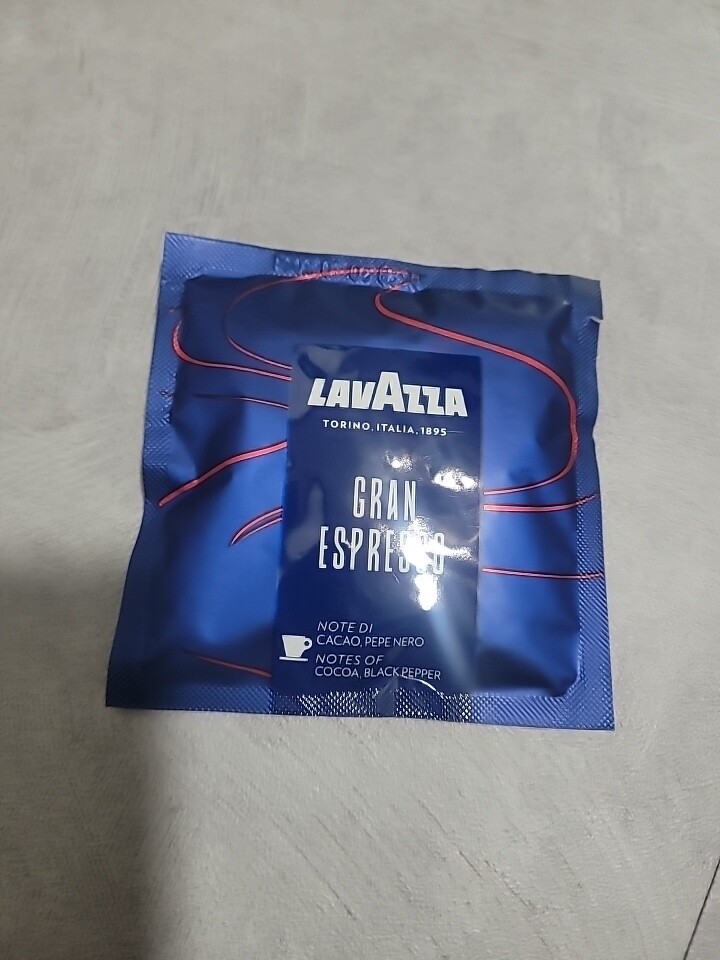 LAVAZZA
TORINO, ITALIA, 1895
GRAN
ESPRESSO
NOTE DI
CACAO, PEPE NERO
NOTES OF
COCOA, BLACK PEPPER